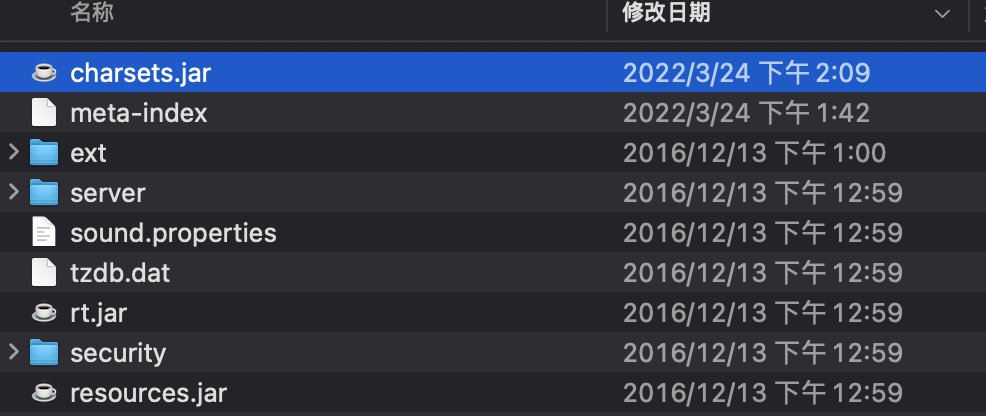 名称 修改日期
charsets.jar 2022/3/24 下午 2:09
meta-index 2022/3/24 下午 1:42
ext 2016/12/13 下午 1:00
server 2016/12/13 下午 12:59
sound.properties 2016/12/13 下午 12:59
tzdb.dat 2016/12/13 下午 12:59
rt.jar 2016/12/13 下午 12:59
security 2016/12/13 下午 12:59
resources.jar 2016/12/13 下午 12:59